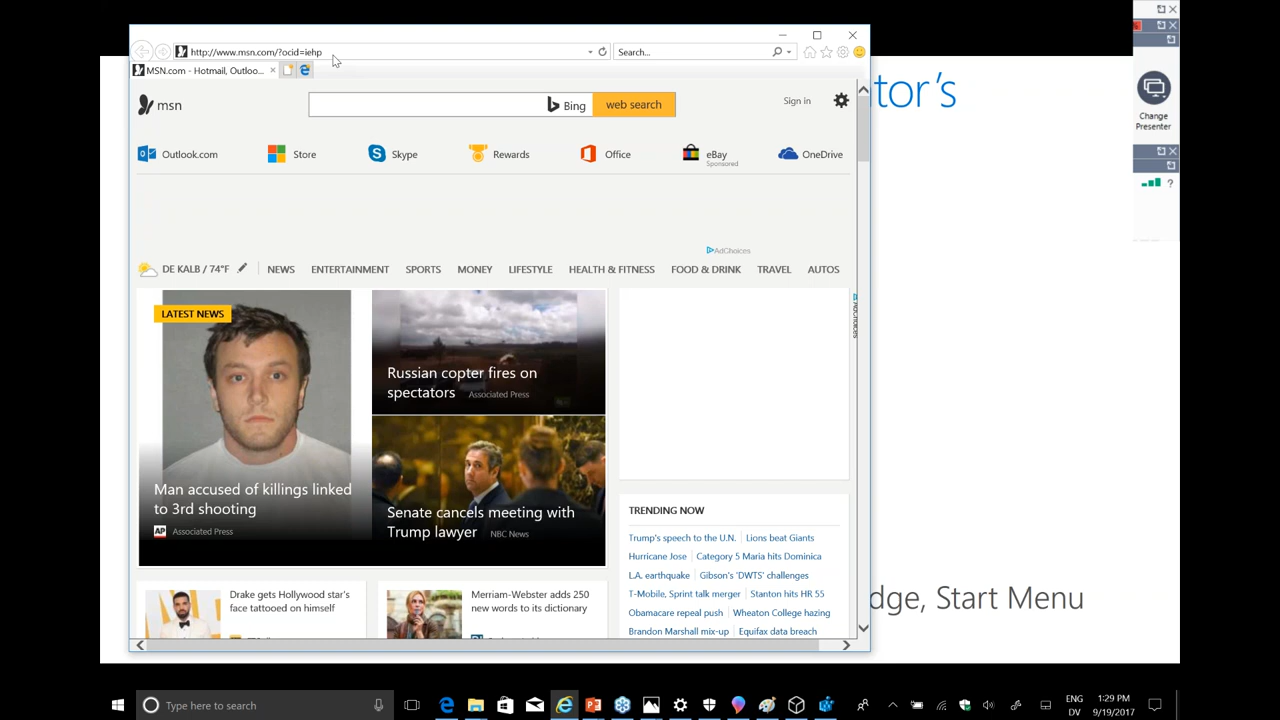 http://www.msn.com/?ocid=iehp
Search...
MSN.com - Hotmail, Outloo...
msn
Bing
web search
Sign in
Outlook.com
Store
Skype
Rewards
Office
eBay
Sponsored
OneDrive
AdChoices
DE KALB / 74°F
NEWS
ENTERTAINMENT
SPORTS
MONEY
LIFESTYLE
HEALTH & FITNESS
FOOD & DRINK
TRAVEL
AUTOS
LATEST NEWS
Man accused of killings linked
to 3rd shooting
AP Associated Press
Russian copter fires on
spectators Associated Press
Senate cancels meeting with
Trump lawyer NBC News
AdChoices
TRENDING NOW
Trump's speech to the U.N. Lions beat Giants
Hurricane Jose Category 5 Maria hits Dominica
L.A. earthquake Gibson's 'DWTS' challenges
T-Mobile, Sprint talk merger Stanton hits HR 55
Obamacare repeal push Wheaton College hazing
Brandon Marshall mix-up Equifax data breach
Drake gets Hollywood star's
face tattooed on himself
Merriam-Webster adds 250
new words to its dictionary
tor's
dge, Start Menu
Change
Presenter
?
Type here to search
ENG
DV
1:29 PM
9/19/2017